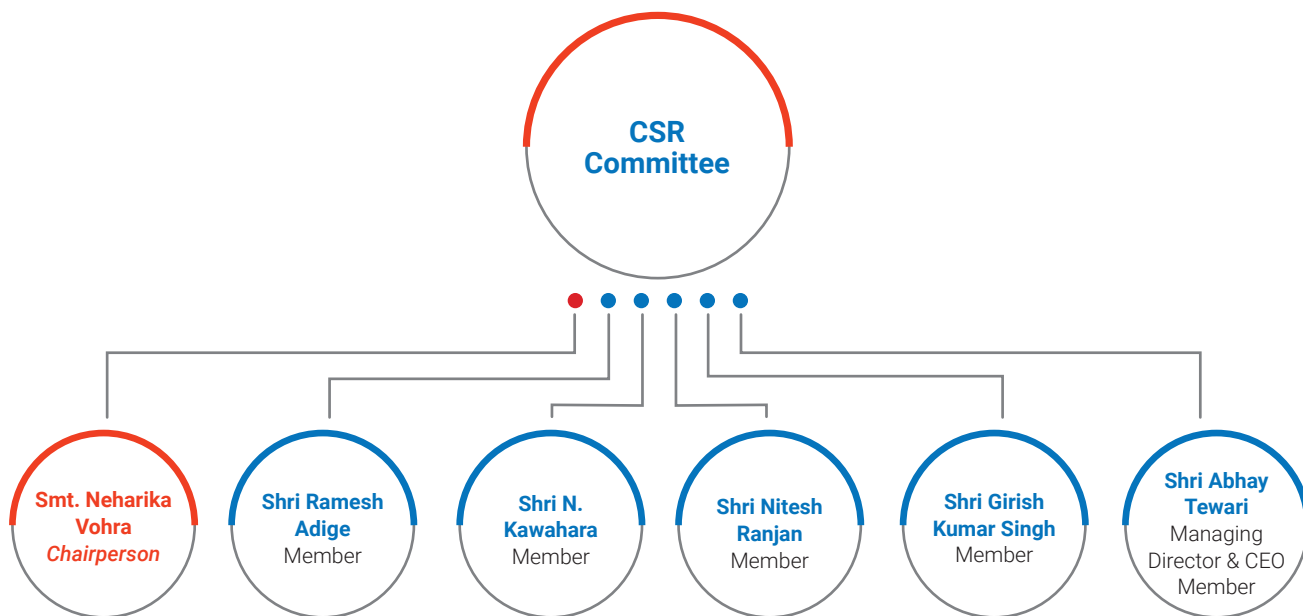 CSR
Committee
Smt. Neharika
Vohra
Chairperson
Shri Ramesh
Adige
Member
Shri N.
Kawahara
Member
Shri Nitesh
Ranjan
Member
Shri Girish
Kumar Singh
Member
Shri Abhay
Tewari
Managing
Director & CEO
Member